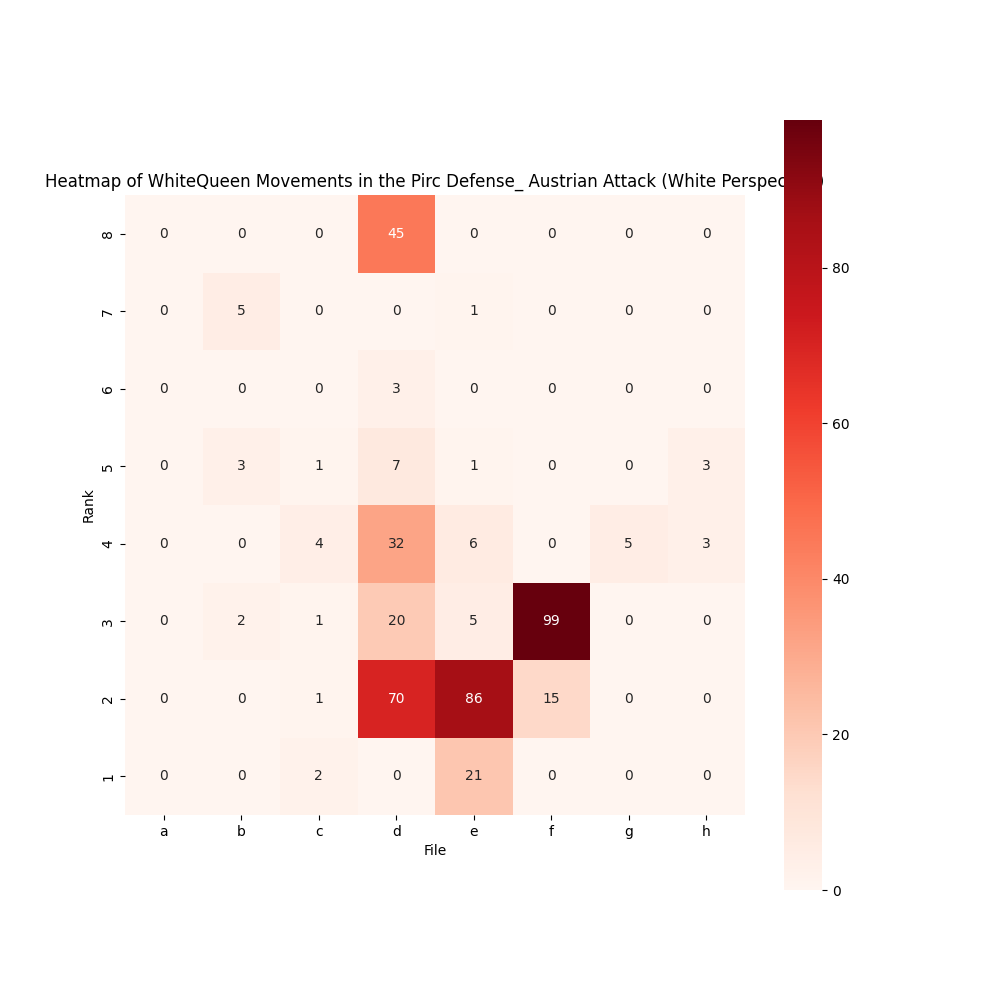 Heatmap of WhiteQueen Movements in the Pirc Defense_ Austrian Attack (White Perspec )
8 0 0 0 45 0 0 0 0
80
7 0 5 0 0 1 0 0 0
6 0 0 0 3 0 0 0 0
60
5 0 3 1 7 1 0 0 3
Rank
4 0 0 4 32 6 0 5 3
40
3 0 2 1 20 5 99 0 0
2 0 0 1 70 86 15 0 0
20
1 0 0 2 0 21 0 0 0
a b c d e f g h
File
0